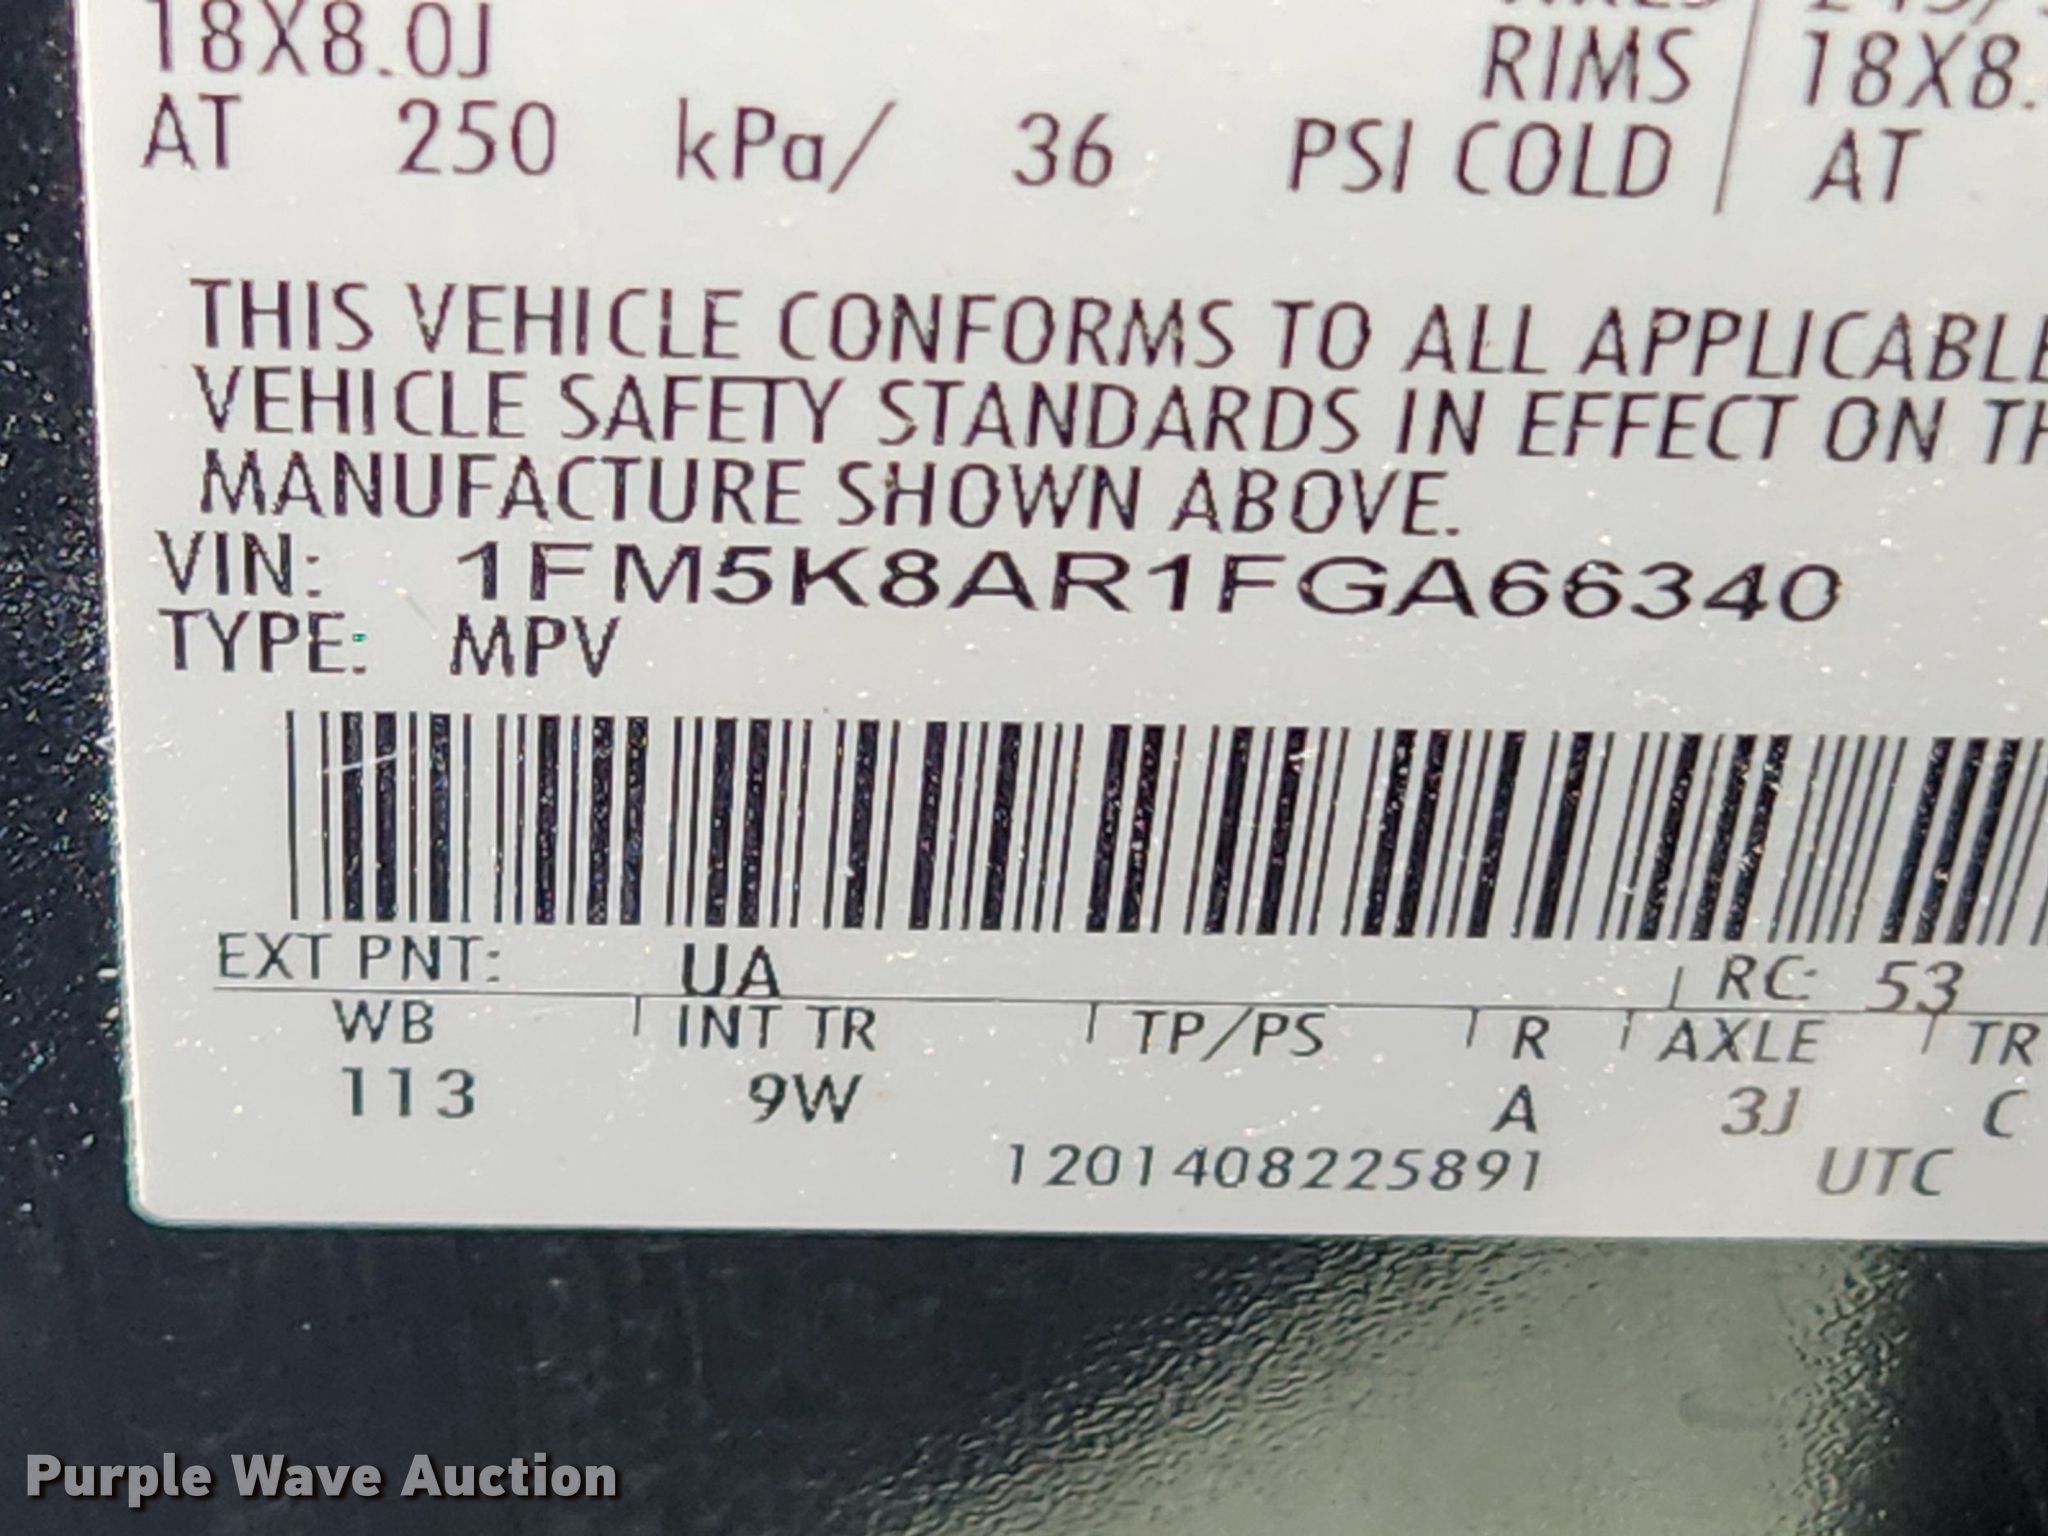 RIMS
18X8.0J
18X8.
AT 250 kPa/ 36 PSI COLD
AT
THIS VEHICLE CONFORMS TO ALL APPLICABLE
VEHICLE SAFETY STANDARDS IN EFFECT ON TH
MANUFACTURE SHOWN ABOVE.
VIN: 1FM5K8AR1FGA66340
TYPE: MPV
EXT PNT: UA RC: 53
WB INT TR TP/PS R AXLE TR
113 9W A 3J C
1201408225891 UTC
Purple Wave Auction